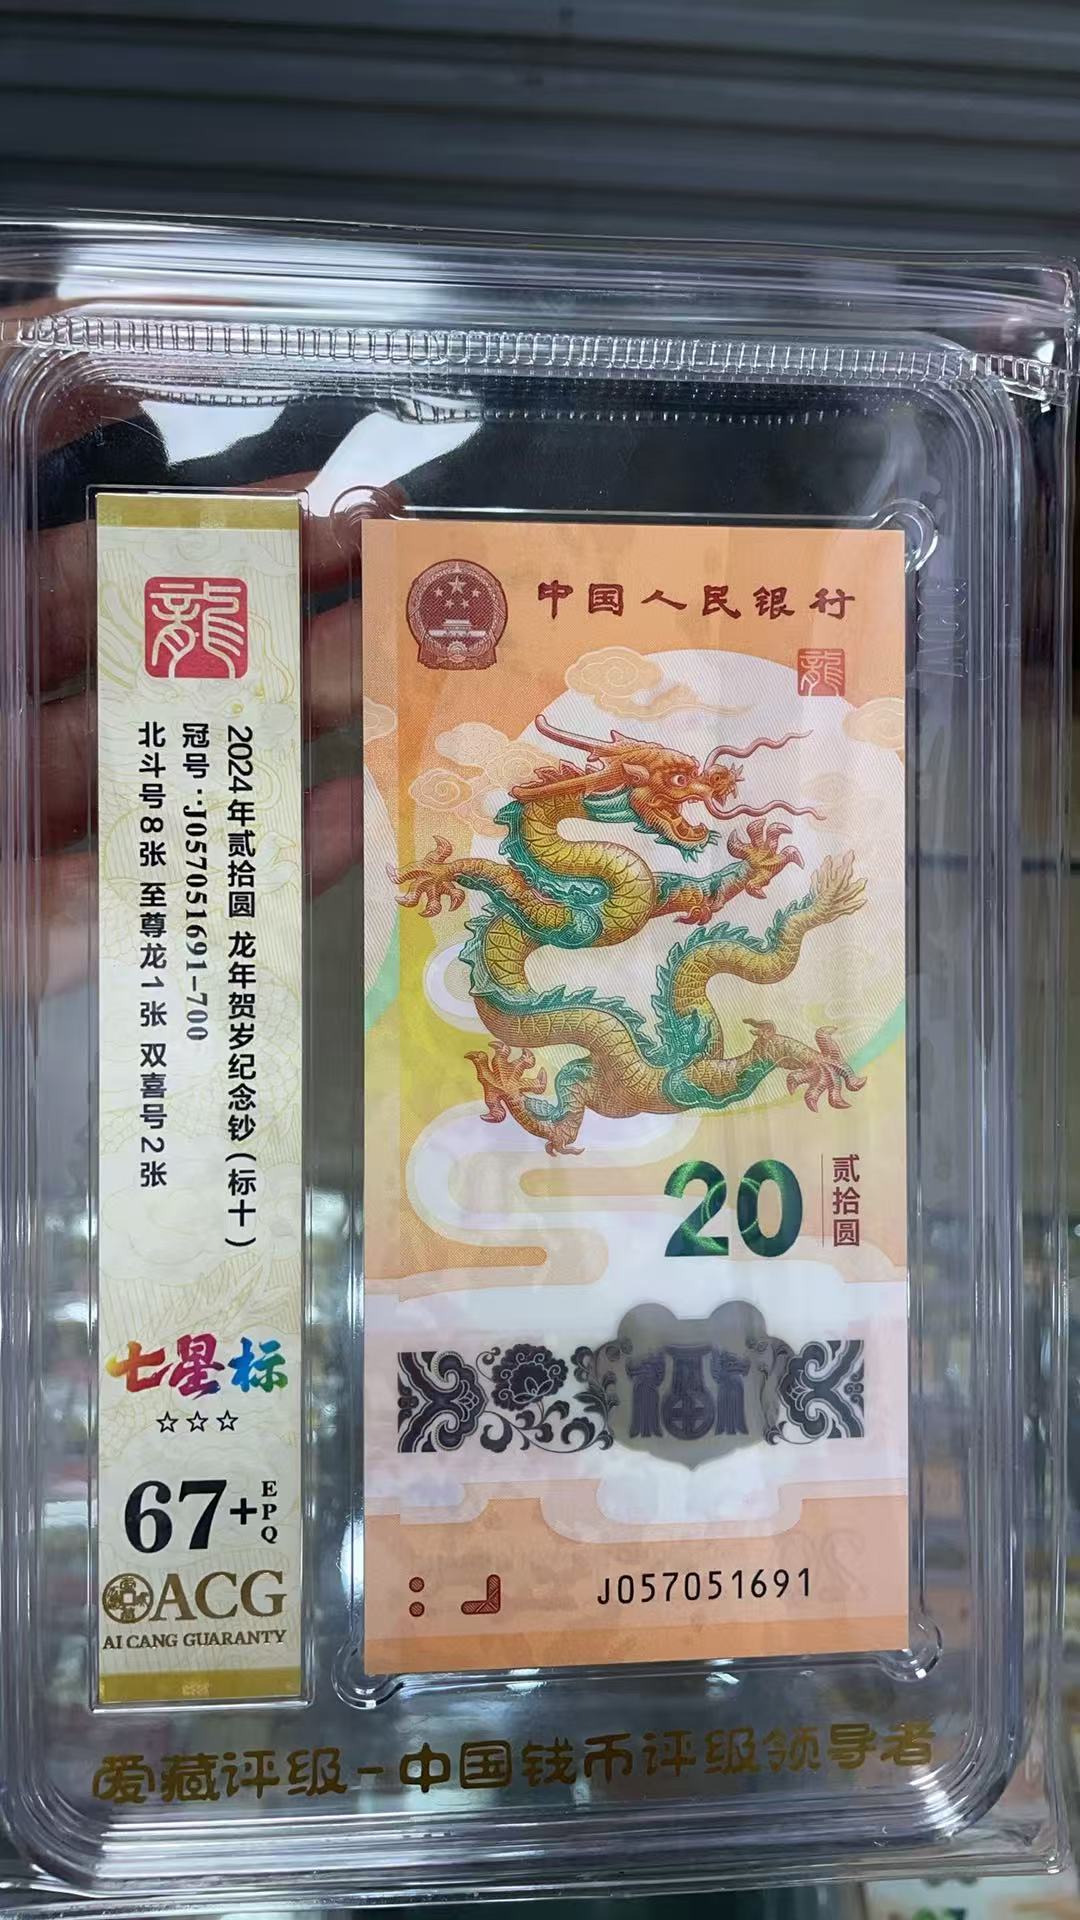 龍
2024年贰拾圆 龙年贺岁纪念钞(标十)
冠号:J057051691-700
北斗号8张 至尊龙1张 双喜号2张
七星标
☆☆☆
67+EPQ
ACG
AI CANG GUARANTY
中国人民银行
龍
20
贰拾圆
福
J057051691
爱藏评级-中国钱币评级领导者